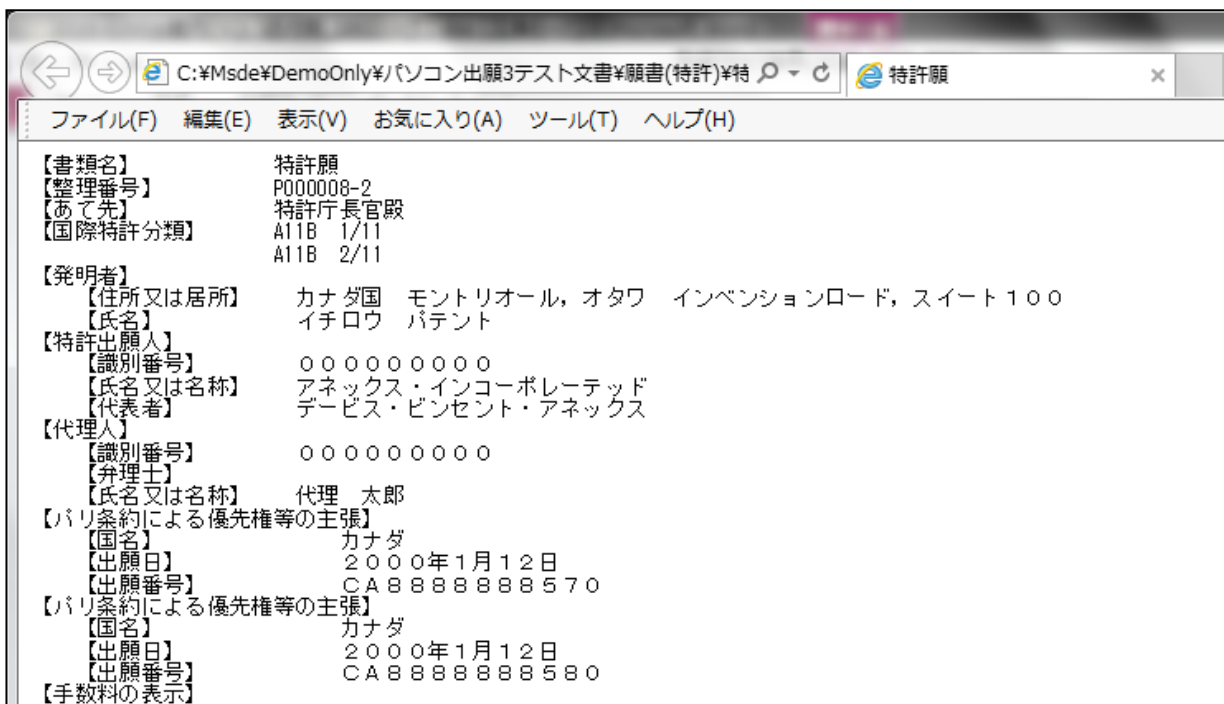 C:¥Msde¥DemoOnly¥パソコン出願3テスト文書¥願書(特許)¥特
特許願
ファイル(F) 編集(E) 表示(V) お気に入り(A) ツール(T) ヘルプ(H)
【書類名】 特許願
【整理番号】 P000008-2
【あて先】 特許庁長官殿
【国際特許分類】 A11B 1/11
A11B 2/11
【発明者】
【住所又は居所】 カナダ国 モントリオール，オタワ インベンションロード，スイート１００
【氏名】 イチロウ パテント
【特許出願人】
【識別番号】 ０００００００００
【氏名又は名称】 アネックス・インコーポレーテッド
【代表者】 デービス・ビンセント・アネックス
【代理人】
【識別番号】 ０００００００００
【弁理士】
【氏名又は名称】 代理 太郎
【パリ条約による優先権等の主張】
【国名】 カナダ
【出願日】 ２０００年１月１２日
【出願番号】 ＣＡ８８８８８８８５７０
【パリ条約による優先権等の主張】
【国名】 カナダ
【出願日】 ２０００年１月１２日
【出願番号】 ＣＡ８８８８８８８５８０
【手数料の表示】